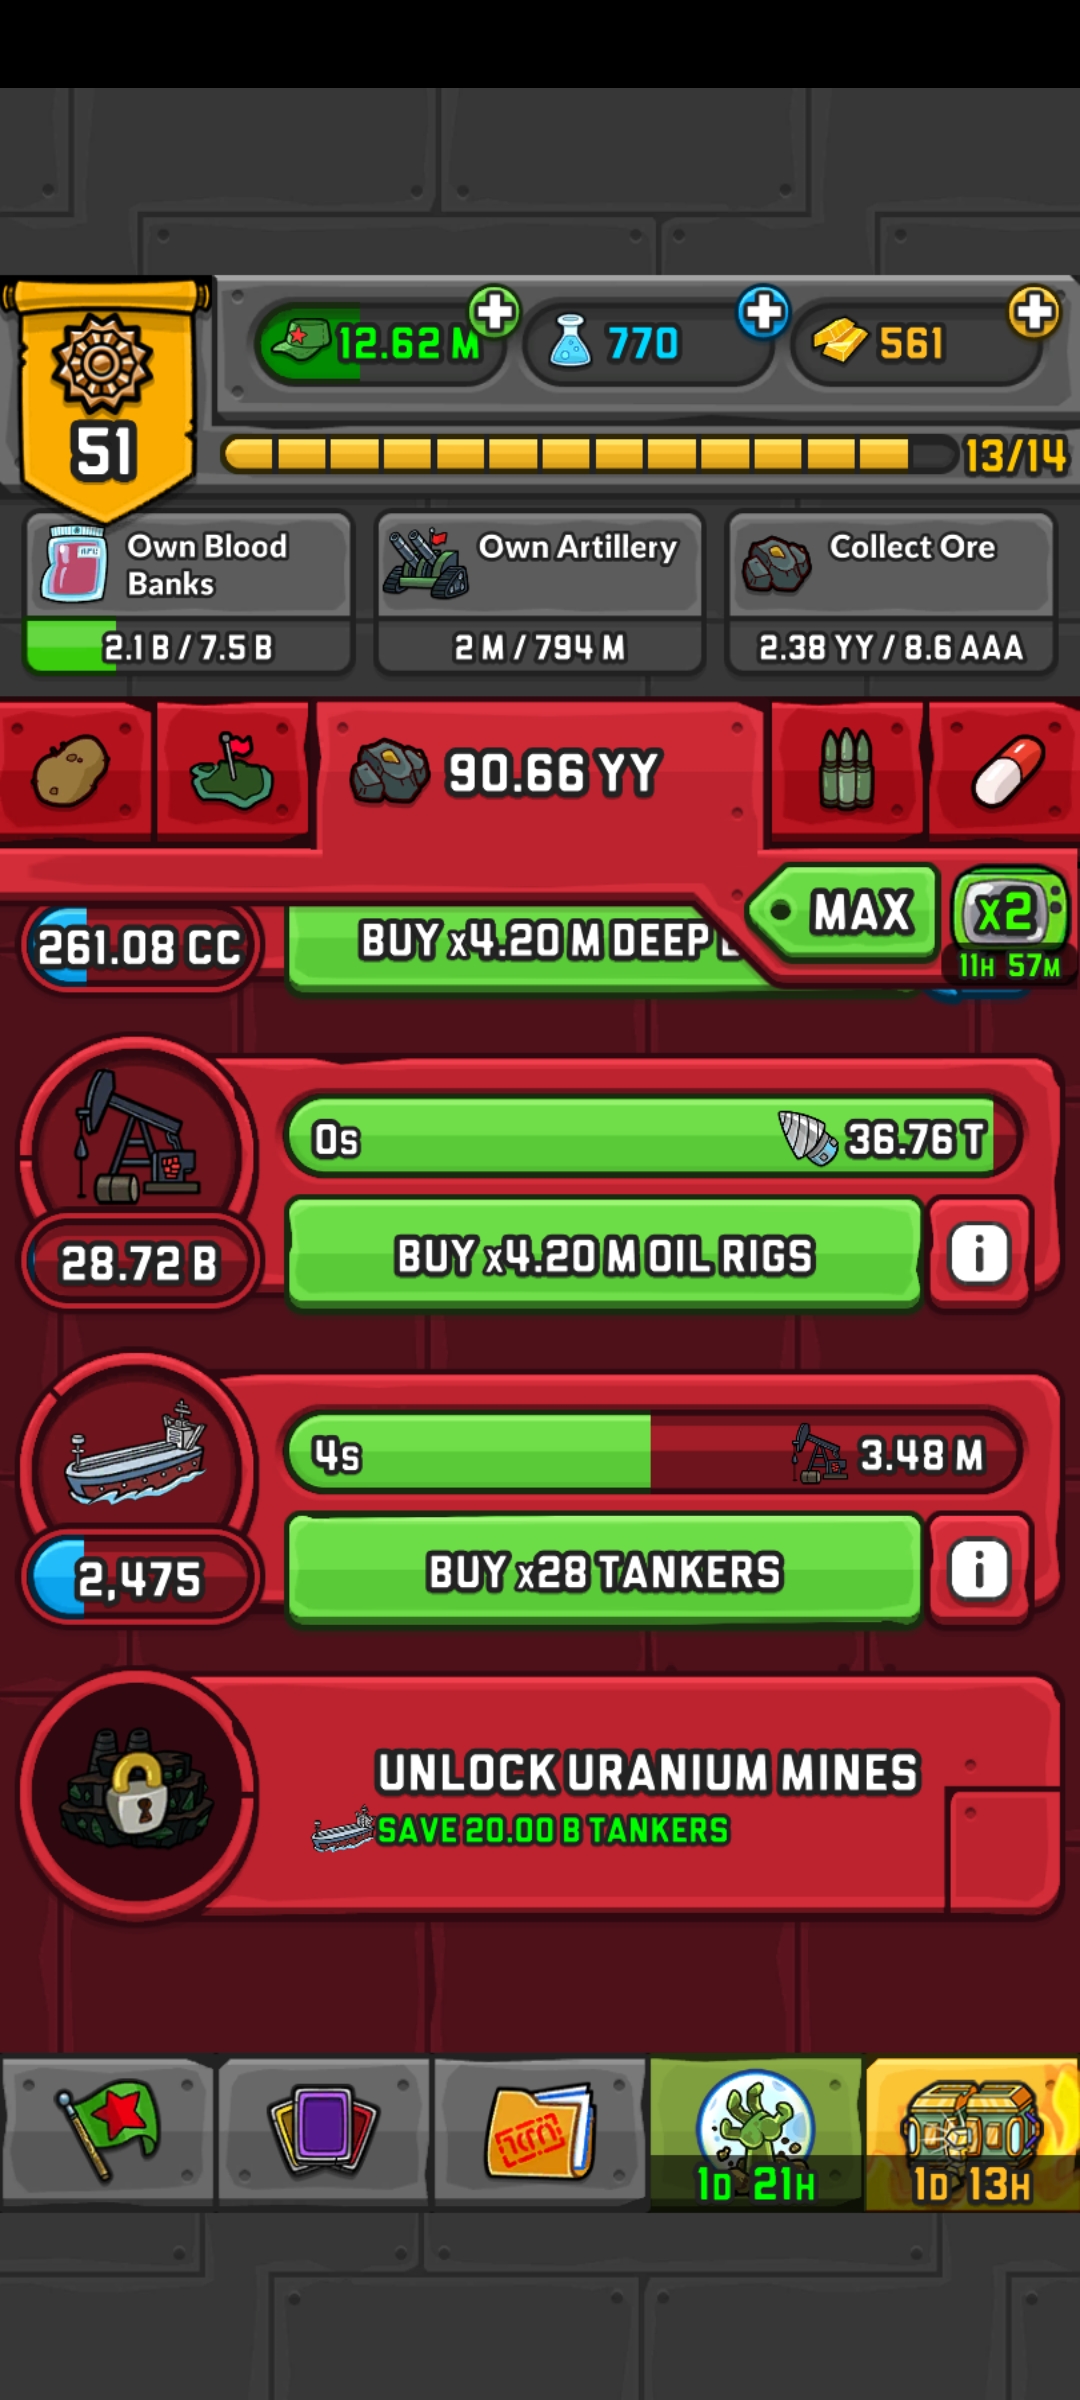 12.62 M
770
561
51
13/14
Own Blood
Banks
2.1 B / 7.5 B
Own Artillery
2 M / 794 M
Collect Ore
2.38 YY / 8.6 AAA
90.66 YY
MAX
x2
11H 57M
261.08 CC
BUY x4.20 M DEEP
0s
36.76 T
28.72 B
BUY x4.20 M OIL RIGS
i
4s
3.48 M
2,475
BUY x28 TANKERS
i
UNLOCK URANIUM MINES
SAVE 20.00 B TANKERS
1D 21H
1D 13H